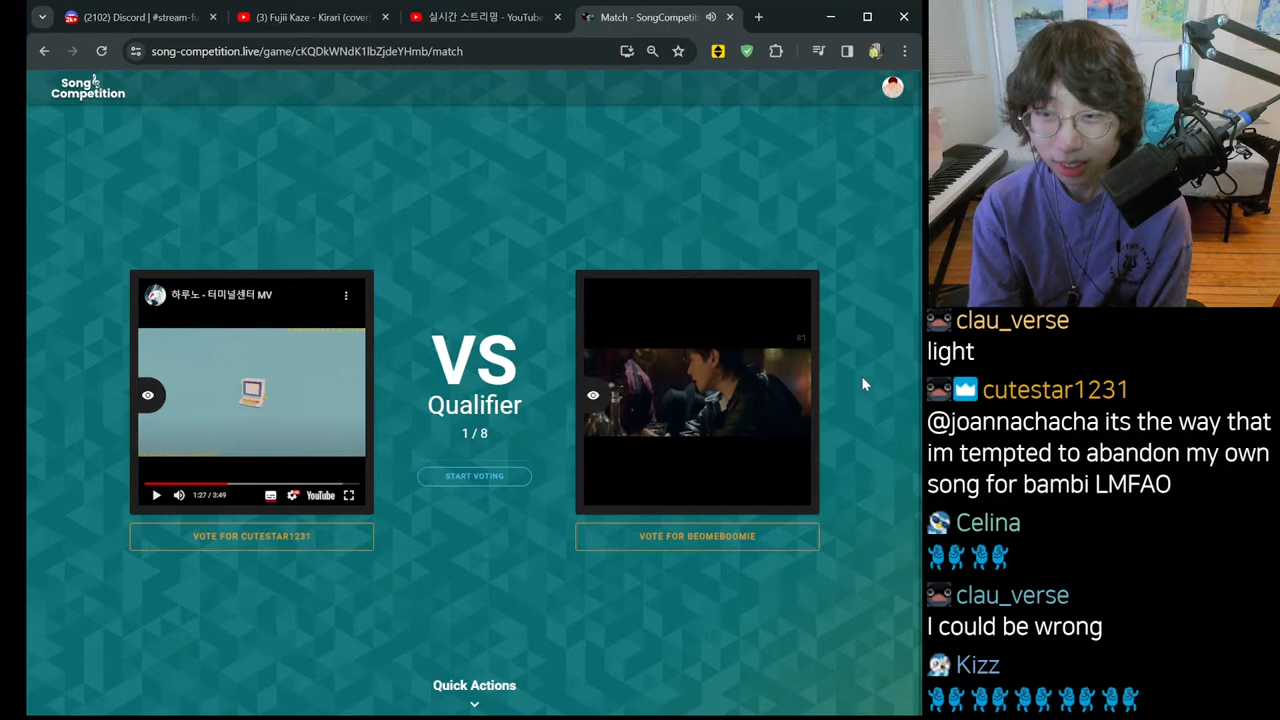 (2102) Discord | #stream-fu
(3) Fujii Kaze - Kirari (cover)
실시간 스트리밍 - YouTube
Match - SongCompetiti
song-competition.live/game/cKQDkWNdK1lbZjdeYHmb/match
Song
Competition
하루노 - 터미널센터 MV
1:27 / 3:49
YouTube
VOTE FOR CUTESTAR1231
VS
Qualifier
1 / 8
START VOTING
VOTE FOR BEOMEBOOMIE
Quick Actions
clau_verse
light
cutestar1231
@joannachacha its the way that
im tempted to abandon my own
song for bambi LMFAO
Celina
clau_verse
I could be wrong
Kizz